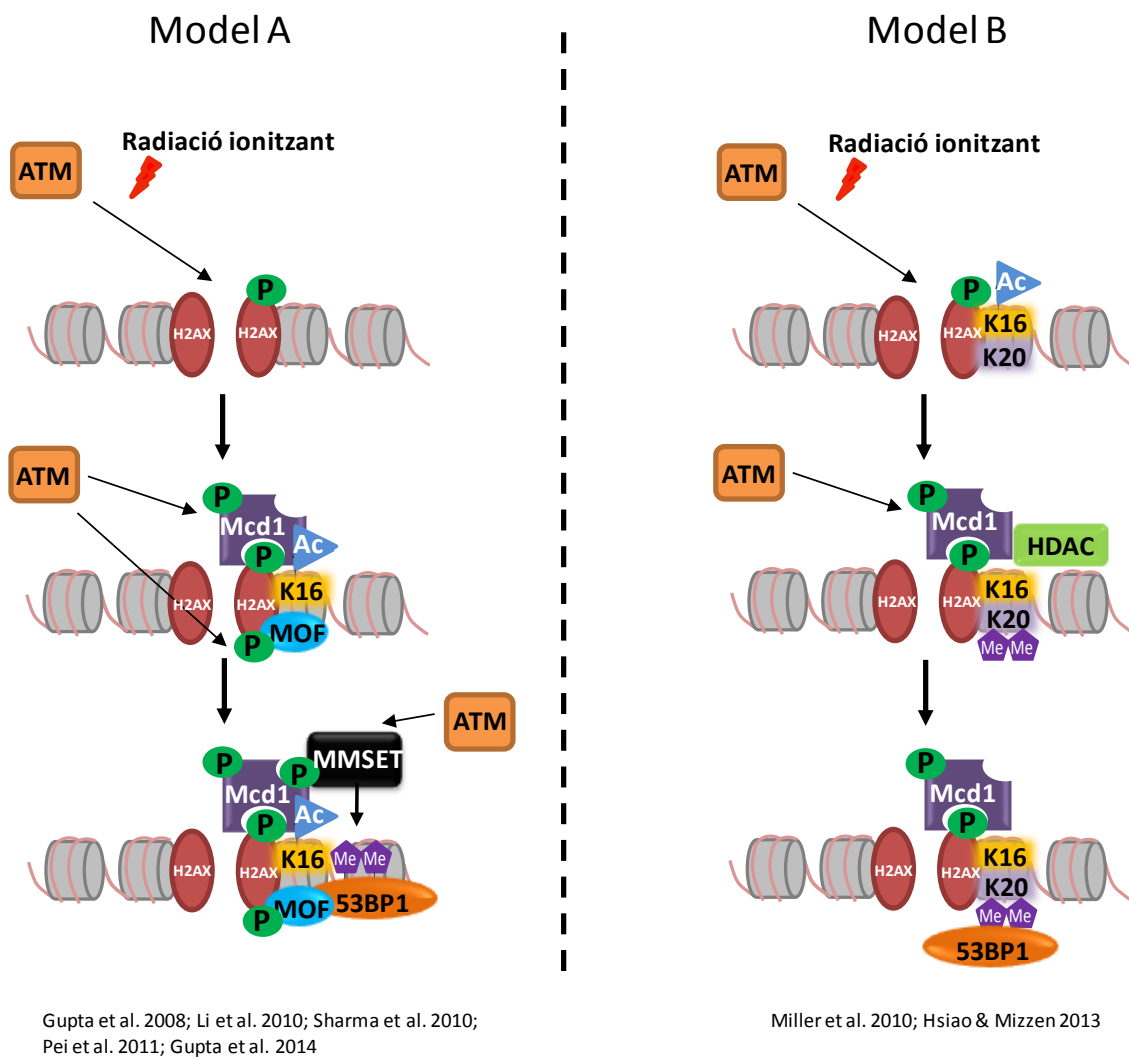 Model A
Radiació ionitzant
ATM
P
H2AX
H2AX
ATM
P
Mcd1
P
Ac
K16
H2AX
H2AX
MOF
P
ATM
MMSET
P
P
Mcd1
Ac
P
K16
Me
Me
H2AX
H2AX
MOF
53BP1
P
Gupta et al. 2008; Li et al. 2010; Sharma et al. 2010;
Pei et al. 2011; Gupta et al. 2014
Model B
Radiació ionitzant
ATM
Ac
P
K16
H2AX
H2AX
K20
ATM
P
Mcd1
HDAC
P
K16
H2AX
H2AX
K20
Me
Me
P
Mcd1
P
K16
H2AX
H2AX
K20
Me
Me
53BP1
Miller et al. 2010; Hsiao & Mizzen 2013